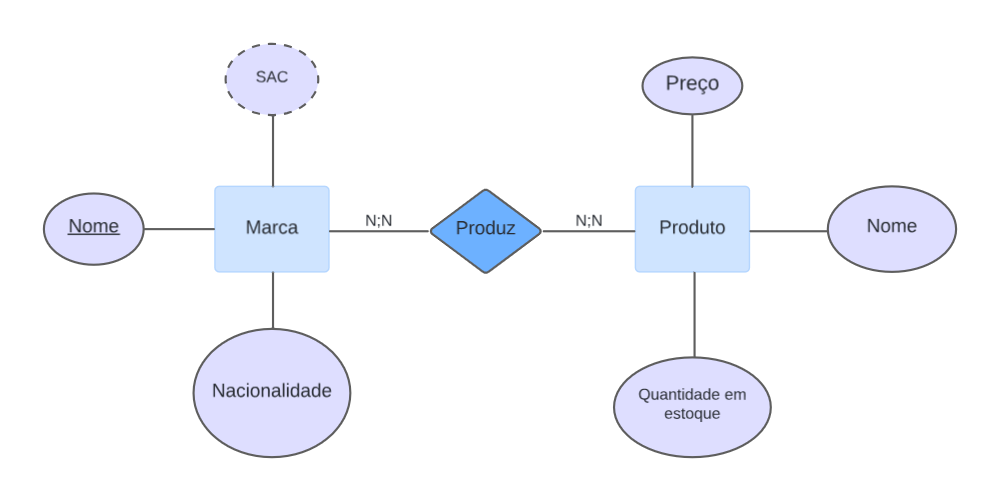 SAC
Preço
Nome
Marca
N;N
Produz
N;N
Produto
Nome
Nacionalidade
Quantidade em
estoque